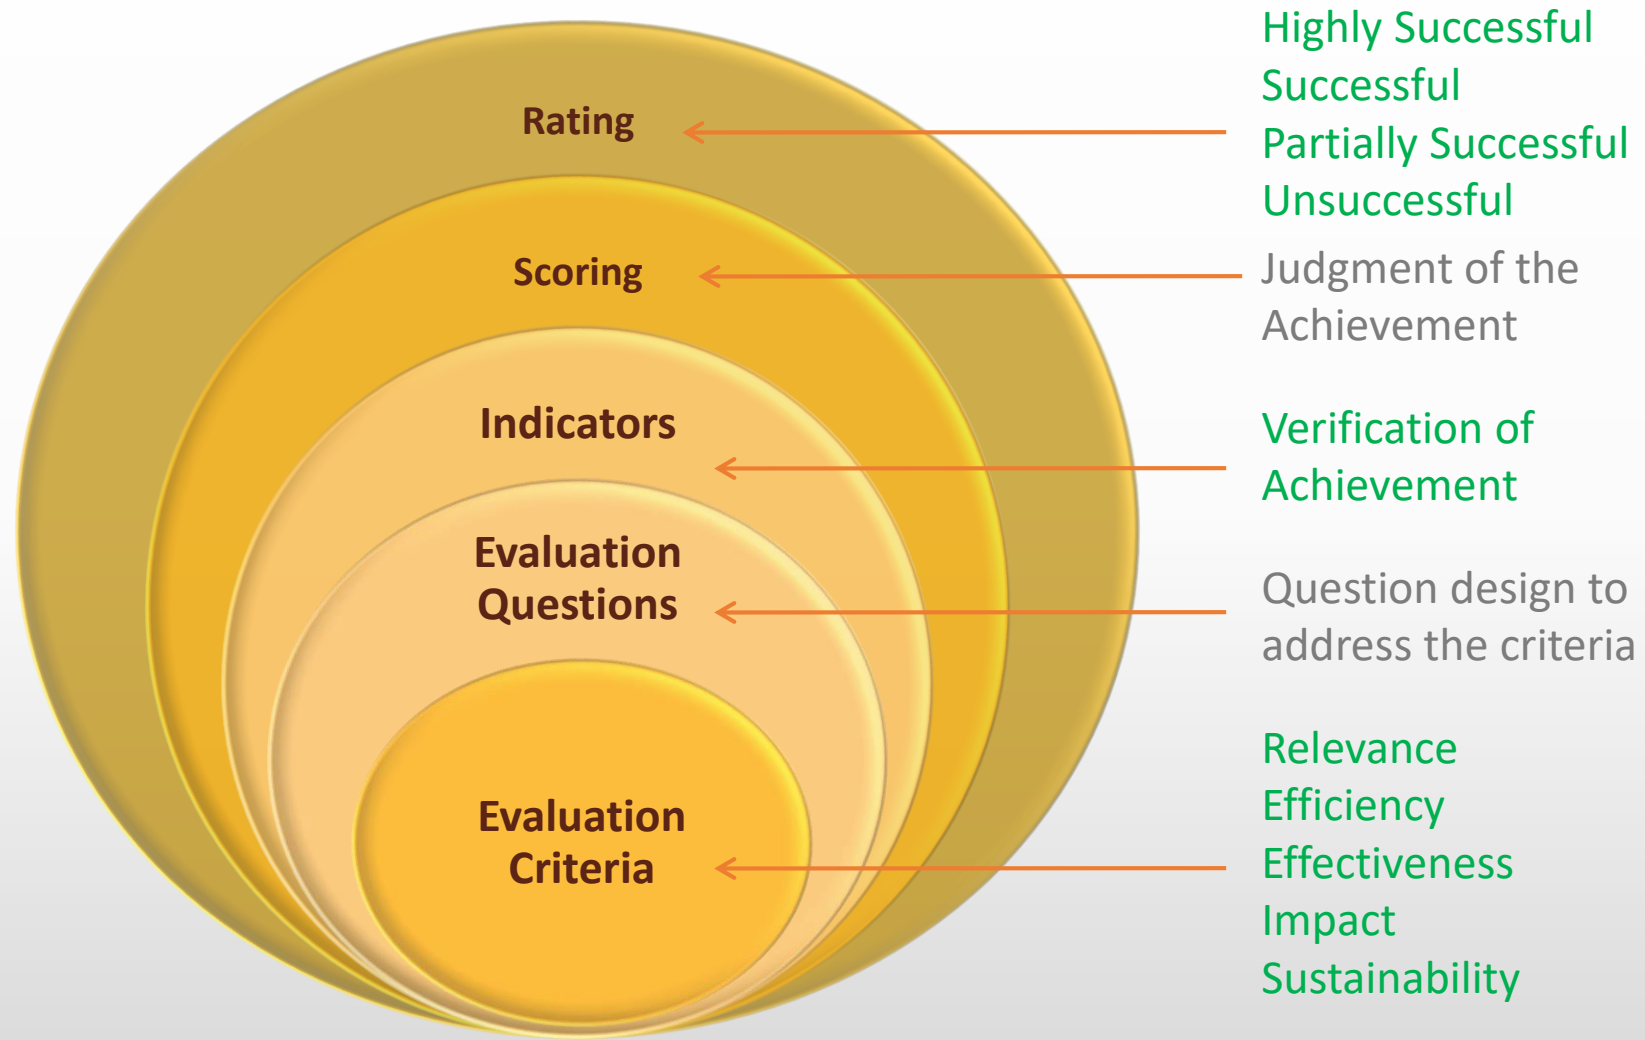 Rating
Highly Successful
Successful
Partially Successful
Unsuccessful
Scoring
Judgment of the
Achievement
Indicators
Verification of
Achievement
Evaluation
Questions
Question design to
address the criteria
Evaluation
Criteria
Relevance
Efficiency
Effectiveness
Impact
Sustainability